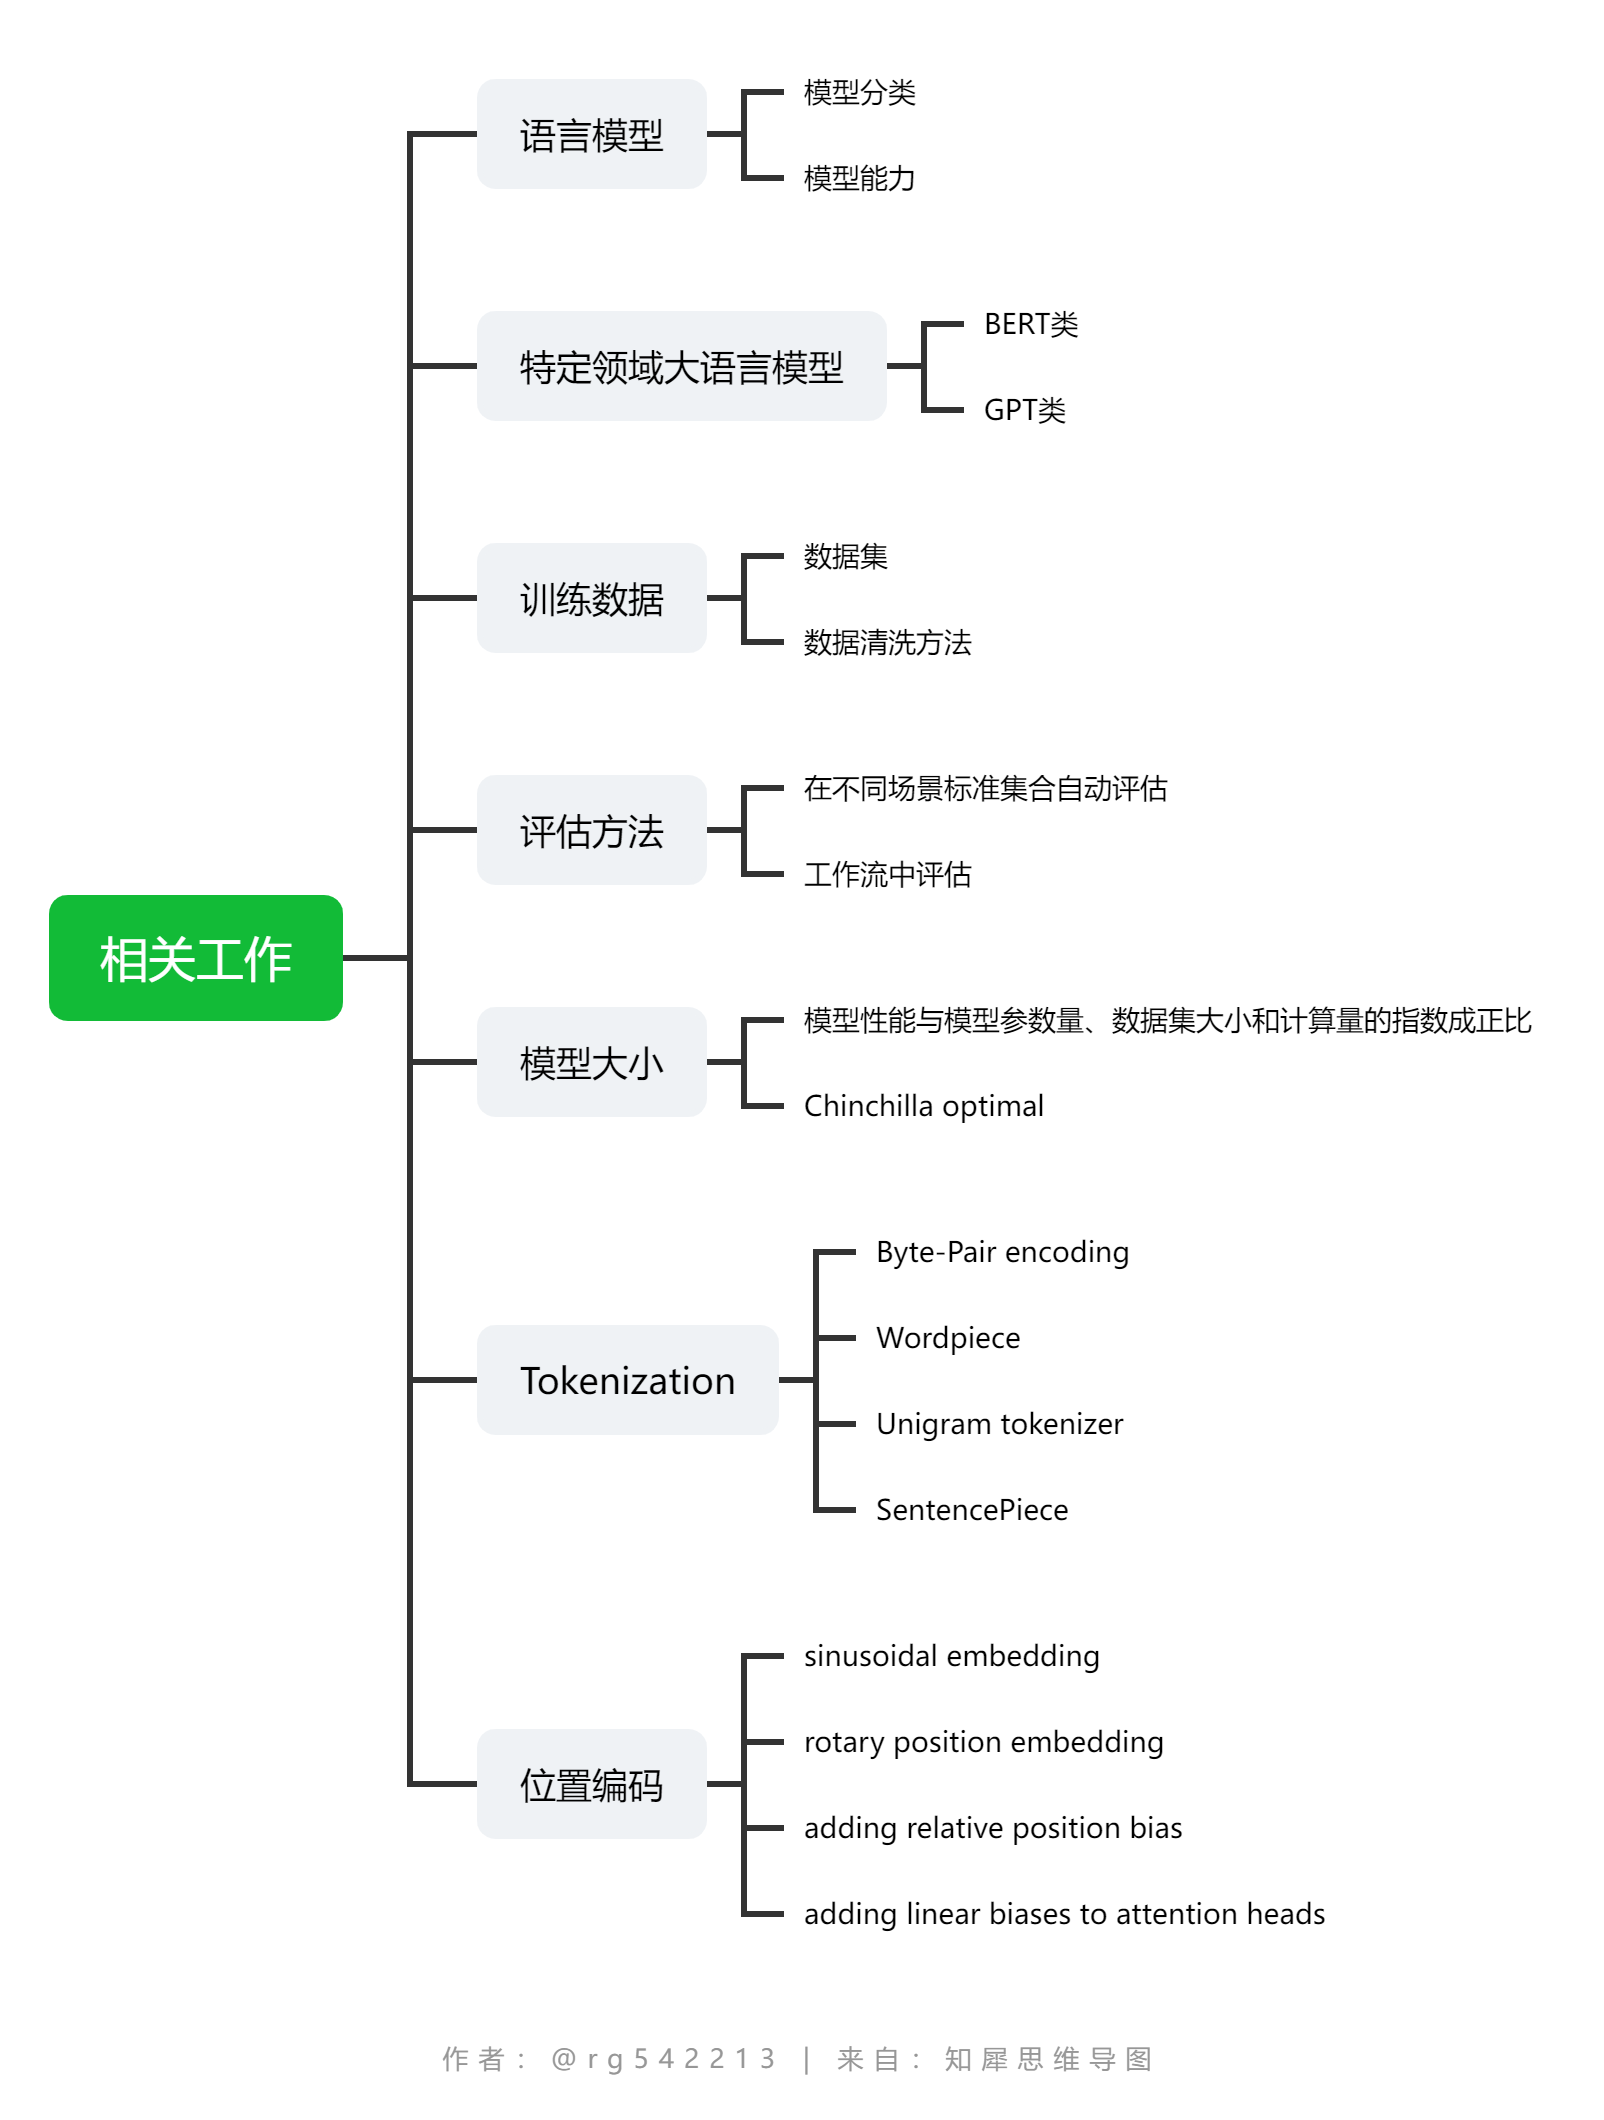 相关工作
语言模型
模型分类
模型能力
特定领域大语言模型
BERT类
GPT类
训练数据
数据集
数据清洗方法
评估方法
在不同场景标准集合自动评估
工作流中评估
模型大小
模型性能与模型参数量、数据集大小和计算量的指数成正比
Chinchilla optimal
Tokenization
Byte-Pair encoding
Wordpiece
Unigram tokenizer
SentencePiece
位置编码
sinusoidal embedding
rotary position embedding
adding relative position bias
adding linear biases to attention heads
作者：@rg542213 | 来自：知犀思维导图